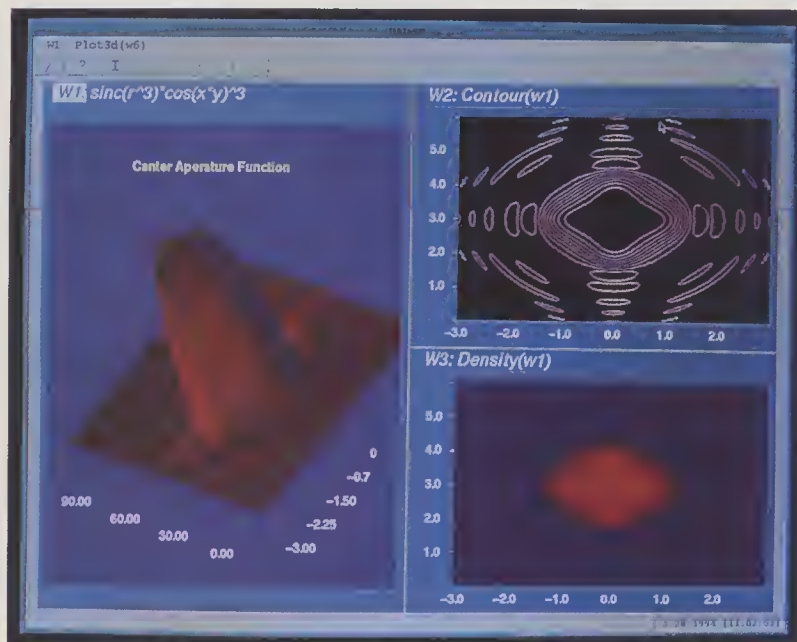 W1 Plot3d(w6)
W1: sinc(r^3)*cos(x*y)^3
Canter Aperature Function
0
-0.7
-1.50
-2.25
-3.00
90.00
60.00
30.00
0.00
W2: Contour(w1)
5.0
4.0
3.0
2.0
1.0
-3.0 -2.0 -1.0 0.0 1.0 2.0
W3: Density(w1)
5.0
4.0
3.0
2.0
1.0
-3.0 -2.0 -1.0 0.0 1.0 2.0